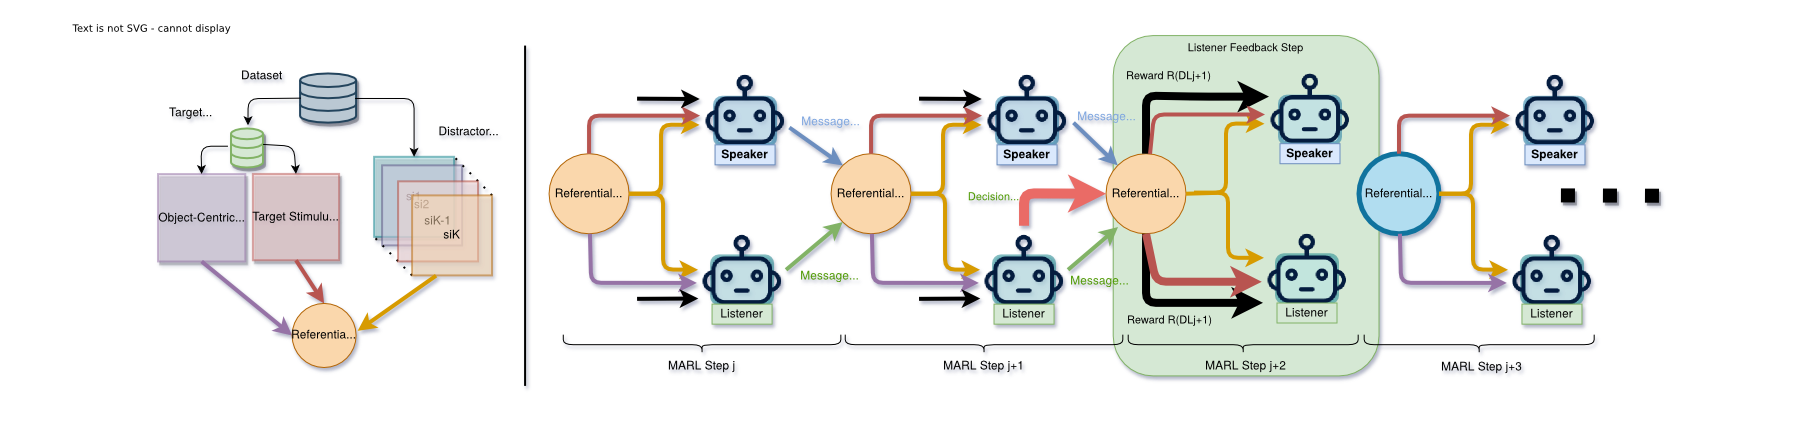 Text is not SVG - cannot display
Dataset
Target...
Distractor...
Object-Centric...
Target Stimulu...
si1
si2
siK-1
siK
Referentia...
Referential...
Speaker
Listener
Message...
Message...
MARL Step j
Referential...
Speaker
Listener
Decision...
Message...
Message...
MARL Step j+1
Listener Feedback Step
Reward R(DLj+1)
Referential...
Speaker
Listener
Reward R(DLj+1)
MARL Step j+2
Referential...
Speaker
Listener
MARL Step j+3